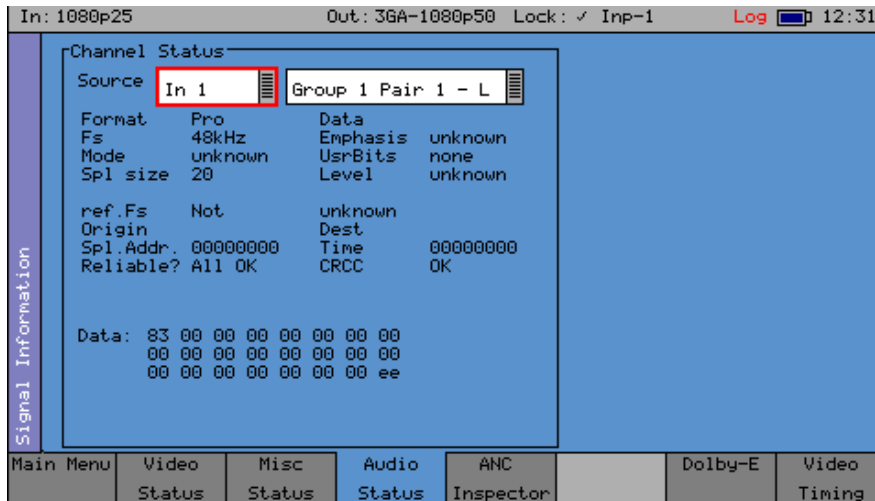 In: 1080p25 Out: 3GA-1080p50 Lock: ✓ Inp-1 Log 12:31
Channel Status
Source In 1 Group 1 Pair 1 - L
Format Pro Data
Fs 48kHz Emphasis unknown
Mode unknown UsrBits none
Spl size 20 Level unknown
ref.Fs Not unknown
Origin Dest
Spl.Addr. 00000000 Time 00000000
Reliable? All OK CRCC OK
Data: 83 00 00 00 00 00 00 00
00 00 00 00 00 00 00 00
00 00 00 00 00 00 00 ee
Signal Information
Main Menu Video Misc Audio ANC Dolby-E Video
Status Status Status Inspector Timing